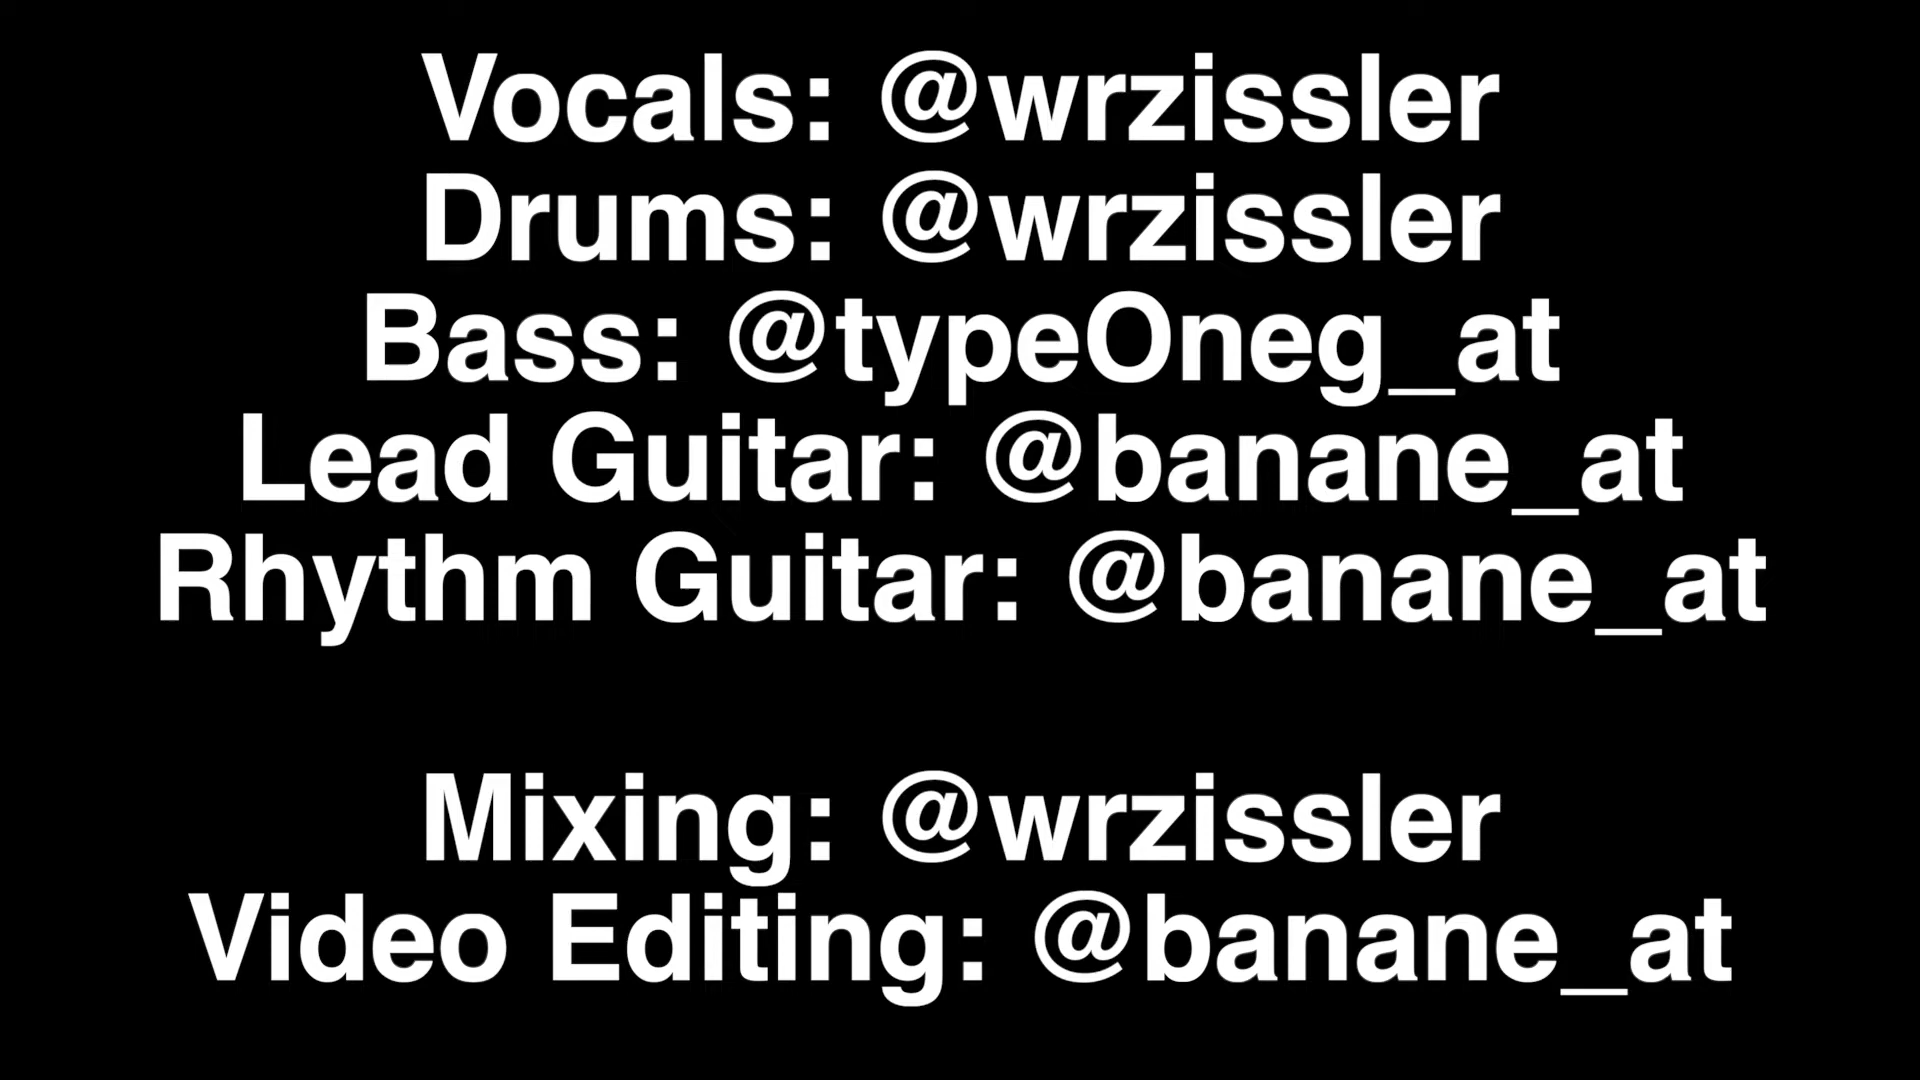 Vocals: @wrzissler
Drums: @wrzissler
Bass: @typeOneg_at
Lead Guitar: @banane_at
Rhythm Guitar: @banane_at
Mixing: @wrzissler
Video Editing: @banane_at